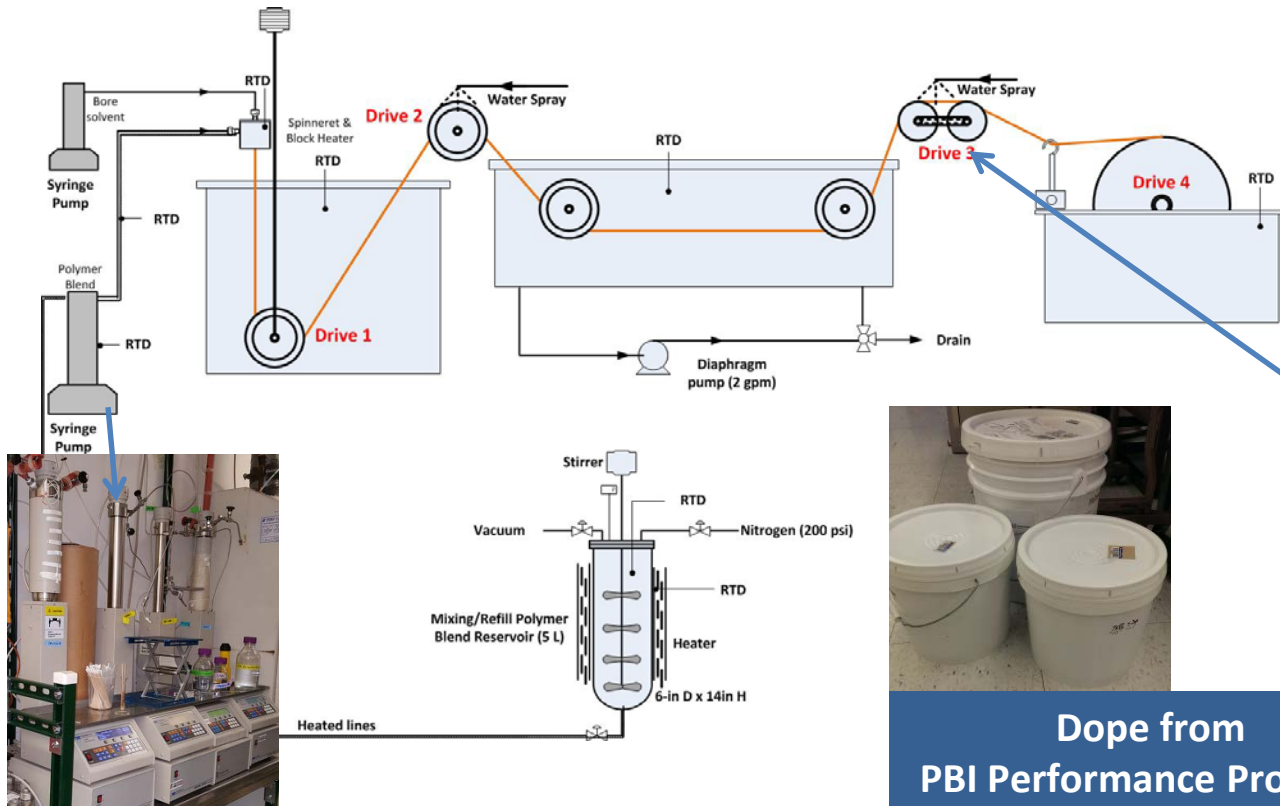 RTD
Bore
solvent
Syringe
Pump
Spinneret &
Block Heater
RTD
RTD
Polymer
Blend
RTD
Syringe
Pump
Drive 1
Drive 2
Water Spray
RTD
Diaphragm
pump (2 gpm)
Drain
Water Spray
Drive 3
Drive 4
RTD
Stirrer
RTD
Vacuum
Nitrogen (200 psi)
RTD
Mixing/Refill Polymer
Blend Reservoir (5 L)
Heater
6-in D x 14in H
Heated lines
Dope from
PBI Performance Pro